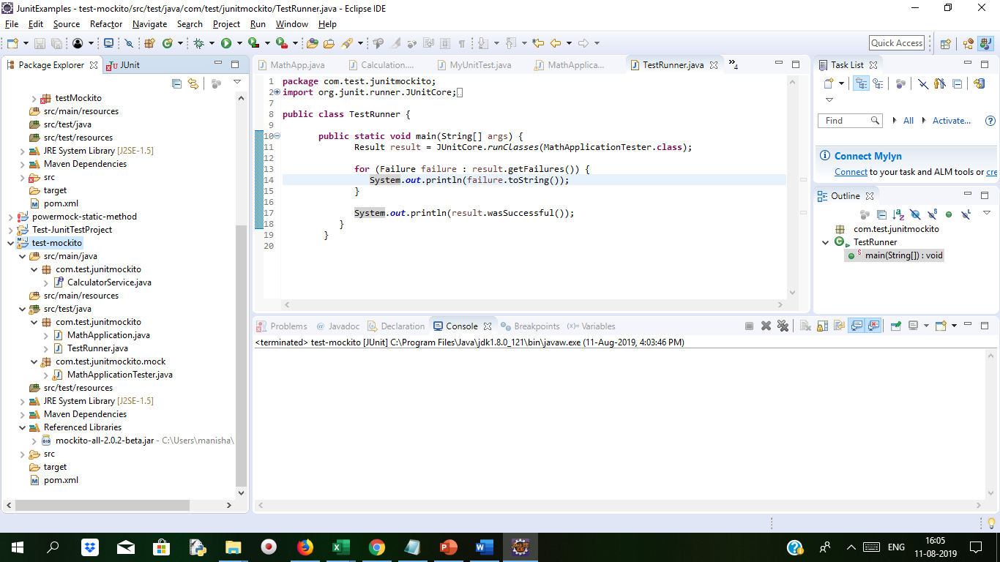 JunitExamples - test-mockito/src/test/java/com/test/junitmockito/TestRunner.java - Eclipse IDE
File Edit Source Refactor Navigate Search Project Run Window Help
Quick Access
Package Explorer JUnit
testMockito
src/main/resources
src/test/java
src/test/resources
JRE System Library [J2SE-1.5]
Maven Dependencies
src
target
pom.xml
powermock-static-method
Test-JunitTestProject
test-mockito
src/main/java
com.test.junitmockito
CalculatorService.java
src/main/resources
src/test/java
com.test.junitmockito
MathApplication.java
TestRunner.java
com.test.junitmockito.mock
MathApplicationTester.java
src/test/resources
JRE System Library [J2SE-1.5]
Maven Dependencies
Referenced Libraries
mockito-all-2.0.2-beta.jar - C:\Users\manisha\
src
target
pom.xml
MathApp.java Calculation.... MyUnitTest.java MathApplica... TestRunner.java »4
1 package com.test.junitmockito;
2 import org.junit.runner.JUnitCore;
7
8 public class TestRunner {
9
10 public static void main(String[] args) {
11 Result result = JUnitCore.runClasses(MathApplicationTester.class);
12
13 for (Failure failure : result.getFailures()) {
14 System.out.println(failure.toString());
15 }
16
17 System.out.println(result.wasSuccessful());
18 }
19 }
20
Task List
Find All Activate...
Connect Mylyn
Connect to your task and ALM tools or cre
Outline
com.test.junitmockito
TestRunner
main(String[]) : void
Problems Javadoc Declaration Console Breakpoints Variables
<terminated> test-mockito [JUnit] C:\Program Files\Java\jdk1.8.0_121\bin\javaw.exe (11-Aug-2019, 4:03:46 PM)
ENG
16:05
11-08-2019